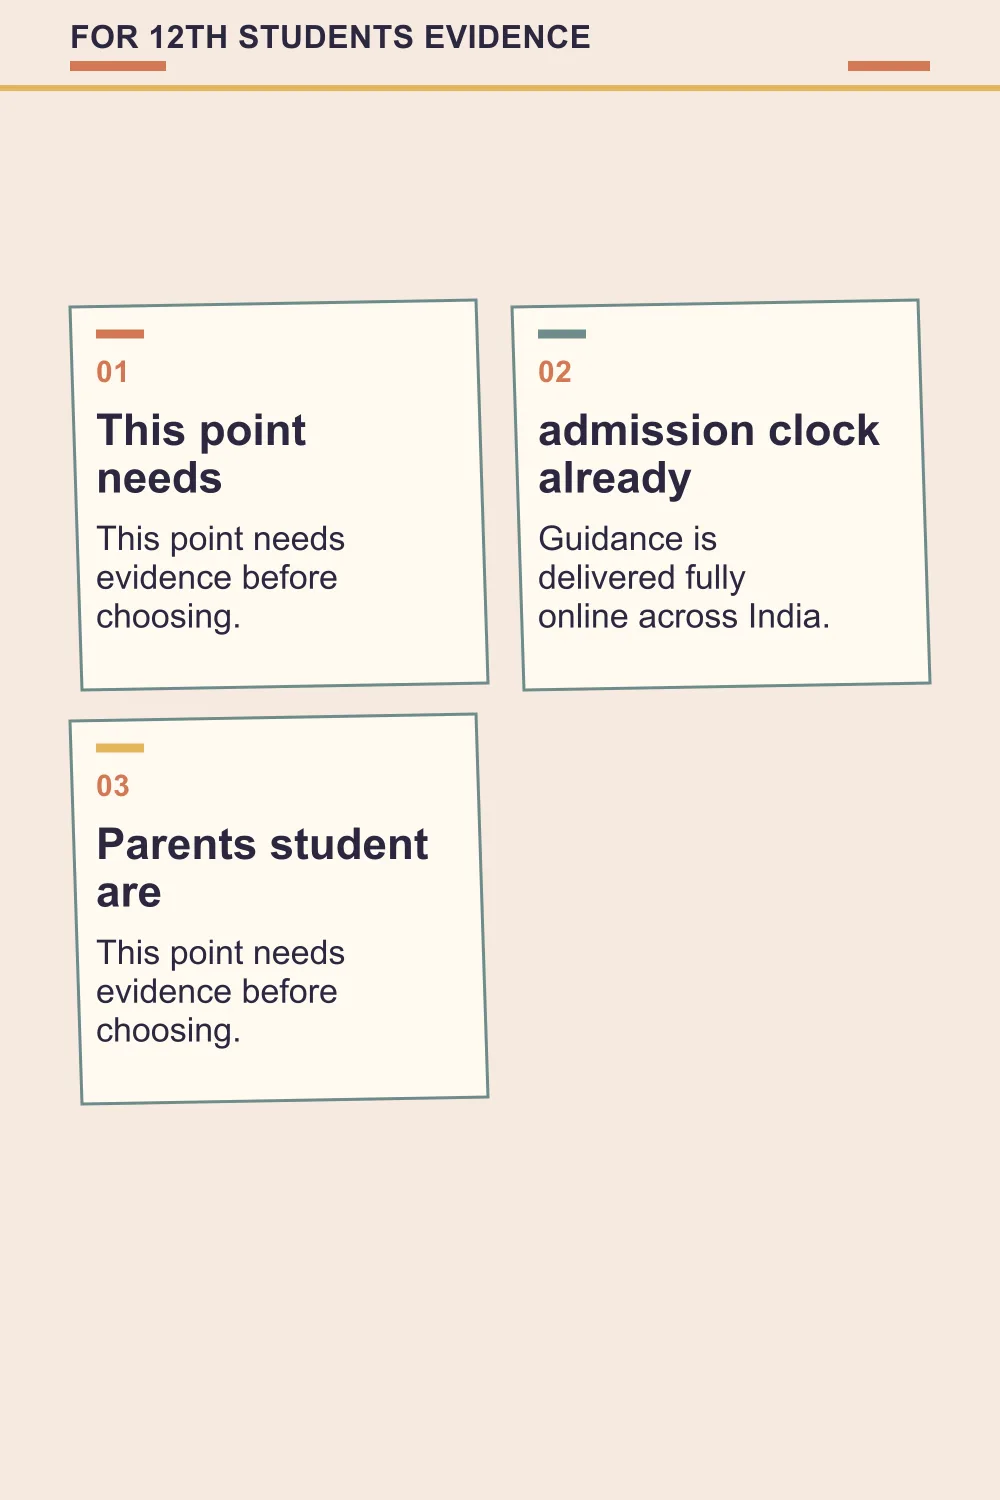 FOR 12TH STUDENTS EVIDENCE
01
This point
needs
This point needs
evidence before
choosing.
02
admission clock
already
Guidance is
delivered fully
online across India.
03
Parents student
are
This point needs
evidence before
choosing.